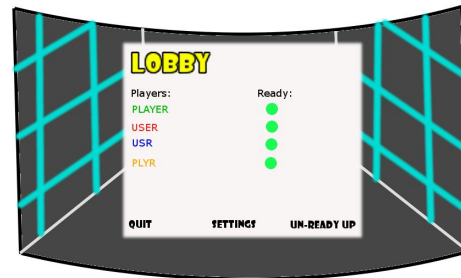 LOBBY
Players: Ready:
PLAYER
USER
USR
PLYR
QUIT SETTINGS UN-READY UP